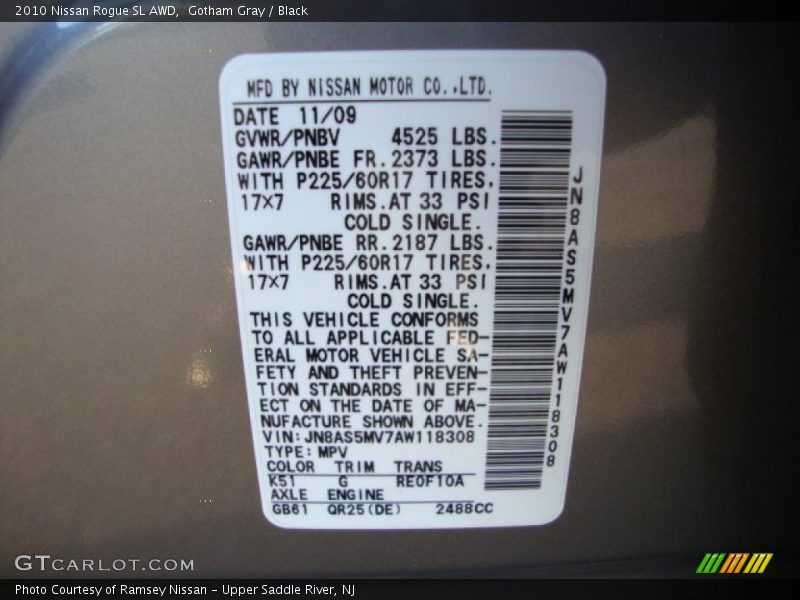 2010 Nissan Rogue SL AWD,  Gotham Gray / Black
MFD BY NISSAN MOTOR CO.,LTD.
DATE 11/09
GVWR/PNBV 4525 LBS.
GAWR/PNBE FR.2373 LBS.
WITH P225/60R17 TIRES,
17×7 RIMS.AT 33 PSI
COLD SINGLE.
GAWR/PNBE RR.2187 LBS.
WITH P225/60R17 TIRES,
17×7 RIMS.AT 33 PSI
COLD SINGLE.
THIS VEHICLE CONFORMS
TO ALL APPLICABLE FED-
ERAL MOTOR VEHICLE SA-
FETY AND THEFT PREVEN-
TION STANDARDS IN EFF-
ECT ON THE DATE OF MA-
NUFACTURE SHOWN ABOVE.
VIN:JN8AS5MV7AW118308
TYPE:MPV
COLOR TRIM TRANS
K51 G RE0F10A
AXLE ENGINE
GB61 QR25(DE) 2488CC
JN8AS5MV7AW118308
GTCARLOT.COM
Photo Courtesy of Ramsey Nissan - Upper Saddle River, NJ